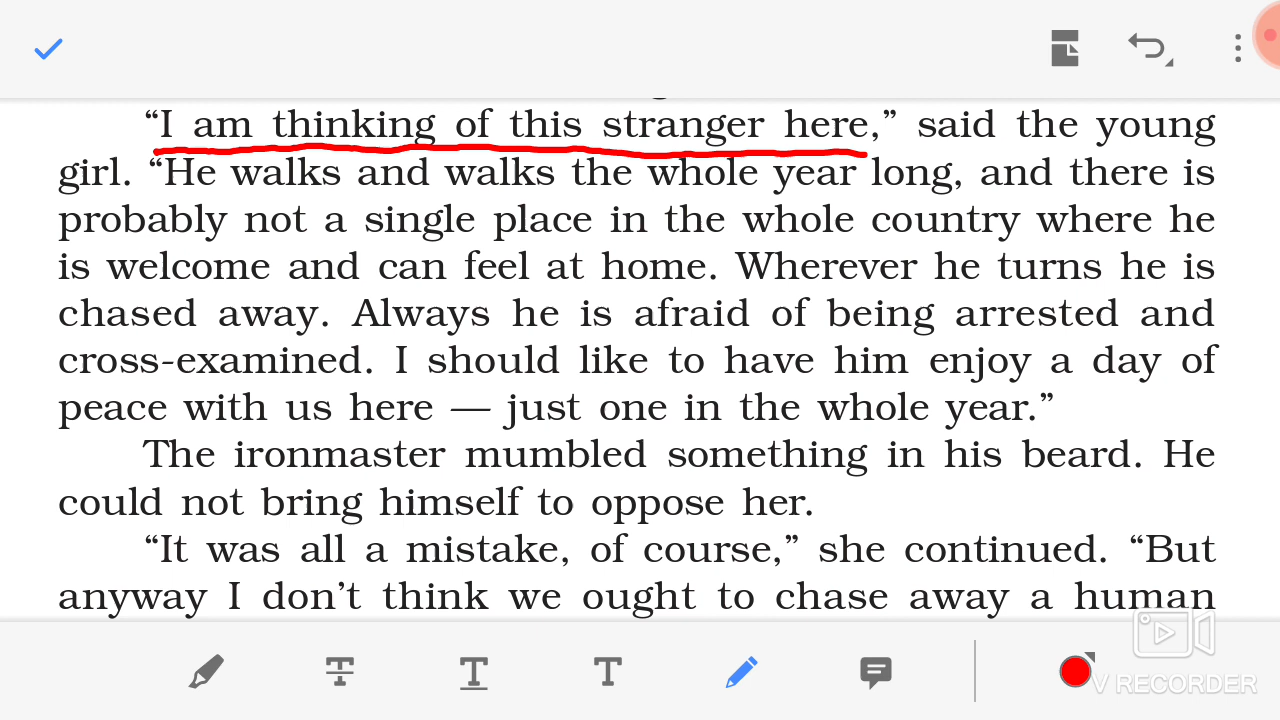 “I am thinking of this stranger here,” said the young
girl. “He walks and walks the whole year long, and there is
probably not a single place in the whole country where he
is welcome and can feel at home. Wherever he turns he is
chased away. Always he is afraid of being arrested and
cross-examined. I should like to have him enjoy a day of
peace with us here — just one in the whole year.”
The ironmaster mumbled something in his beard. He
could not bring himself to oppose her.
“It was all a mistake, of course,” she continued. “But
anyway I don’t think we ought to chase away a human
T T T
V RECORDER